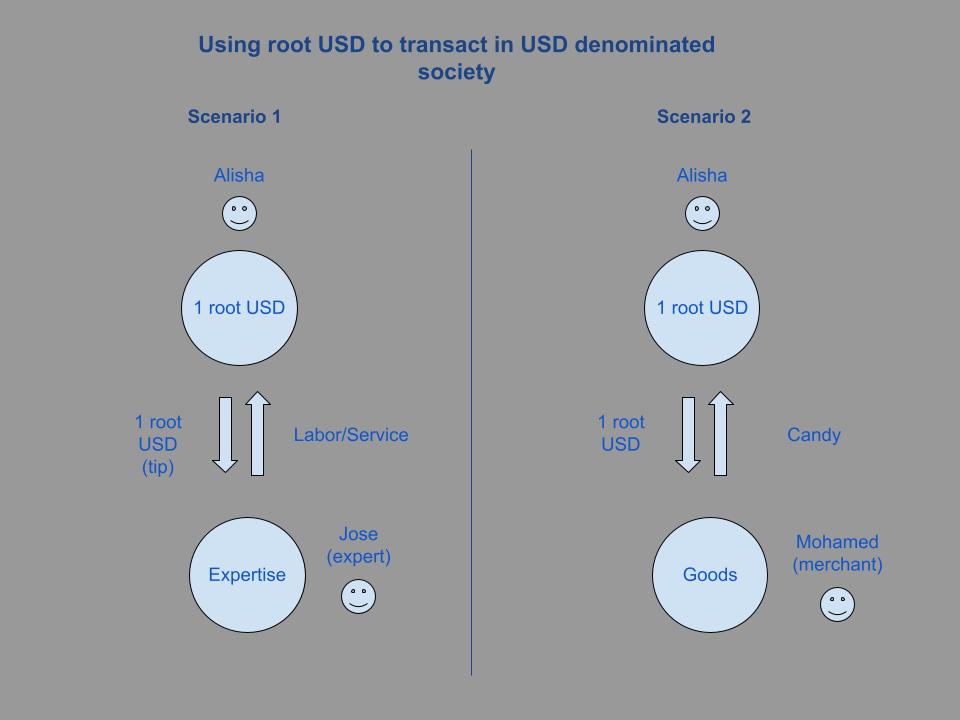 Using root USD to transact in USD denominated
society
Scenario 1
Alisha
1 root USD
1 root
USD
(tip)
Labor/Service
Expertise
Jose
(expert)
Scenario 2
Alisha
1 root USD
1 root
USD
Candy
Goods
Mohamed
(merchant)